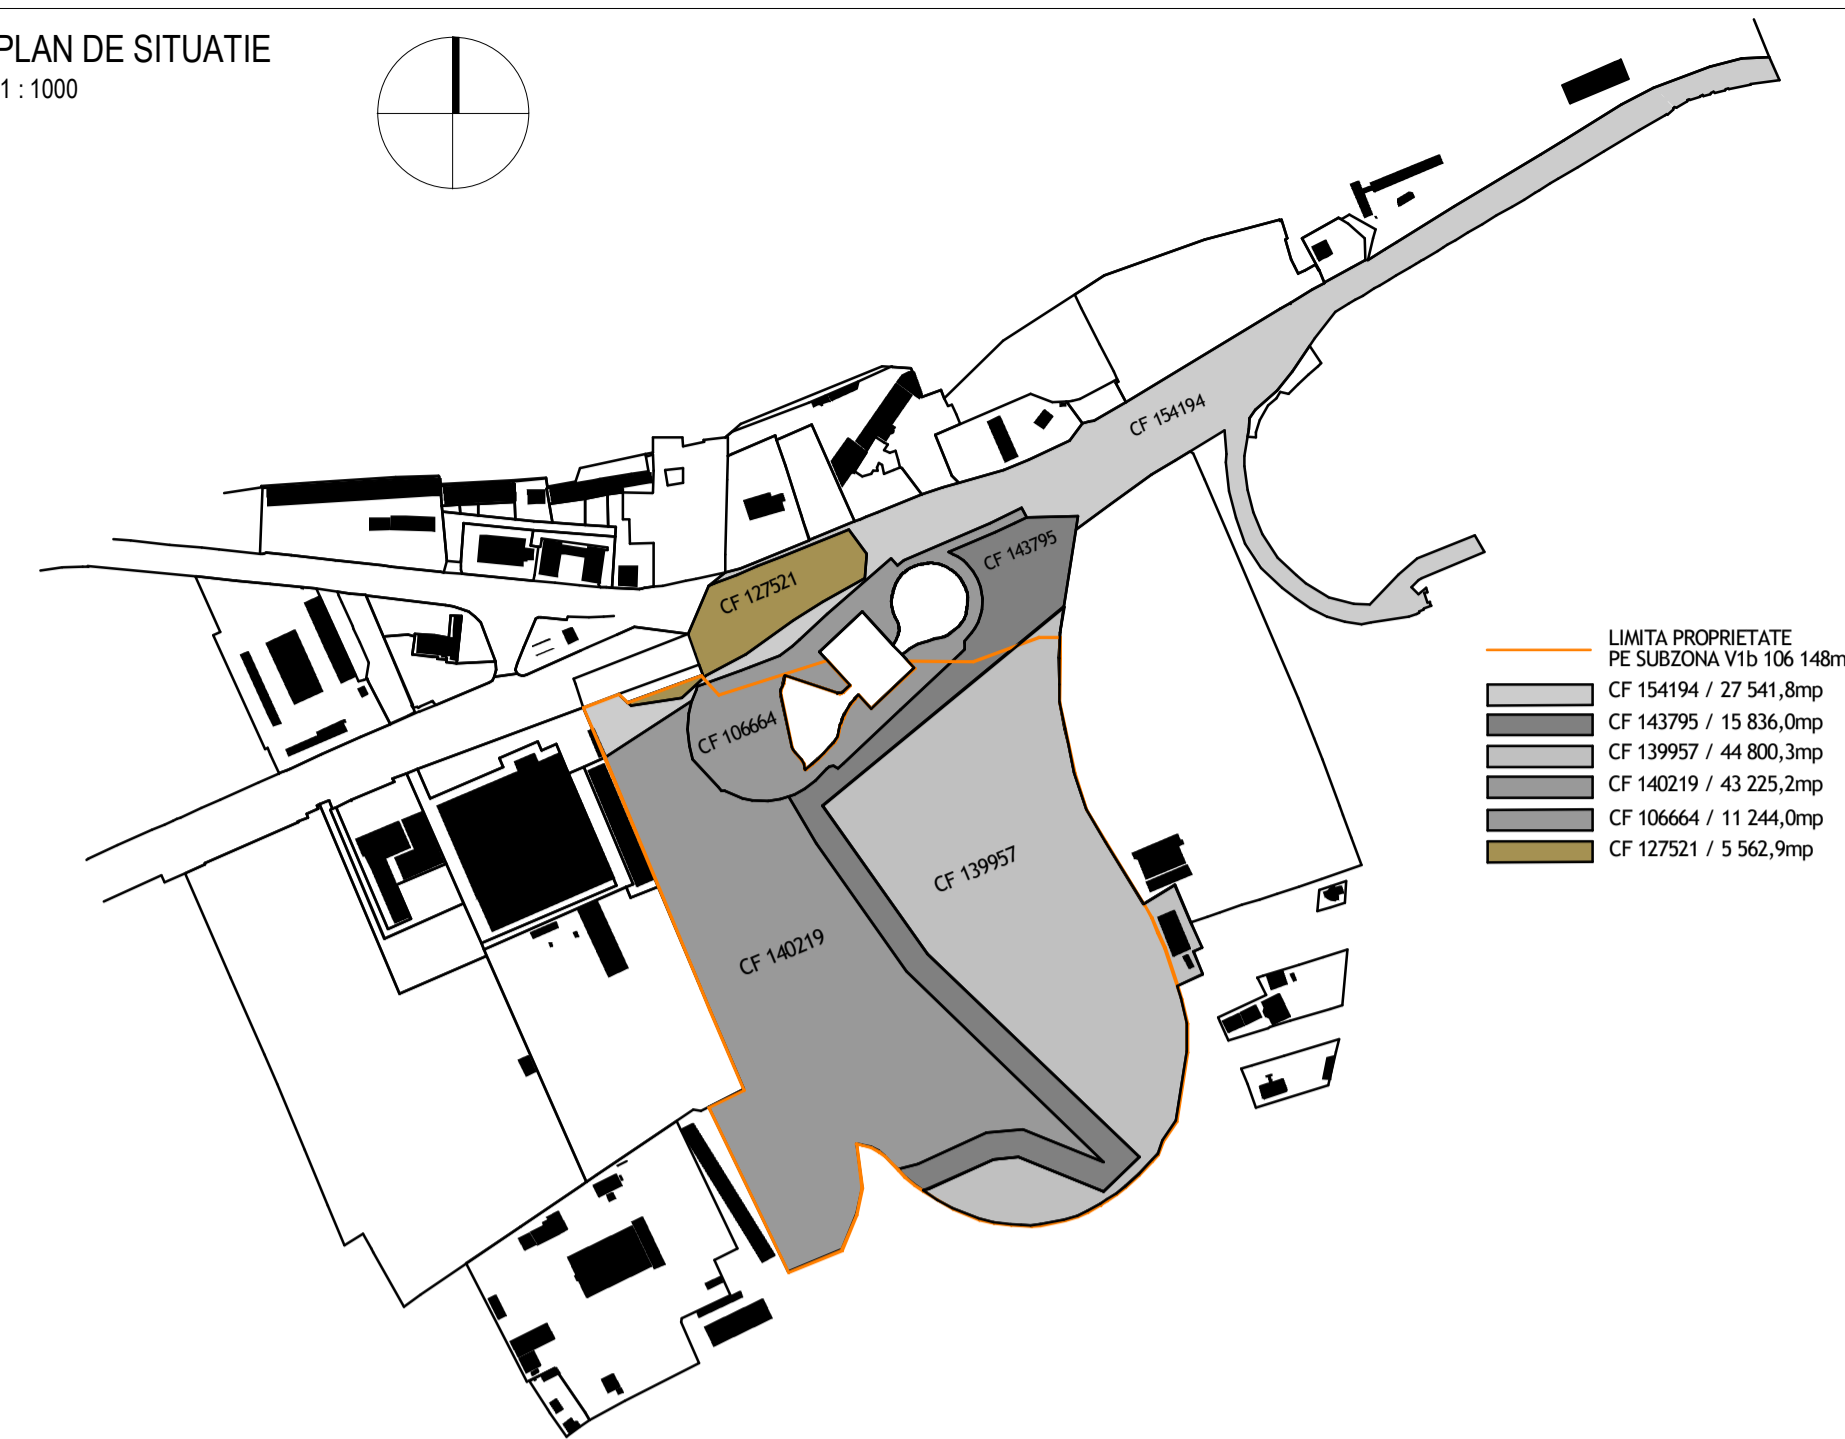 PLAN DE SITUATIE
1 : 1000
CF 154194
CF 143795
CF 127521
CF 106664
CF 139957
CF 140219
LIMITA PROPRIETATE
PE SUBZONA V1b 106 148m
CF 154194 / 27 541,8mp
CF 143795 / 15 836,0mp
CF 139957 / 44 800,3mp
CF 140219 / 43 225,2mp
CF 106664 / 11 244,0mp
CF 127521 / 5 562,9mp